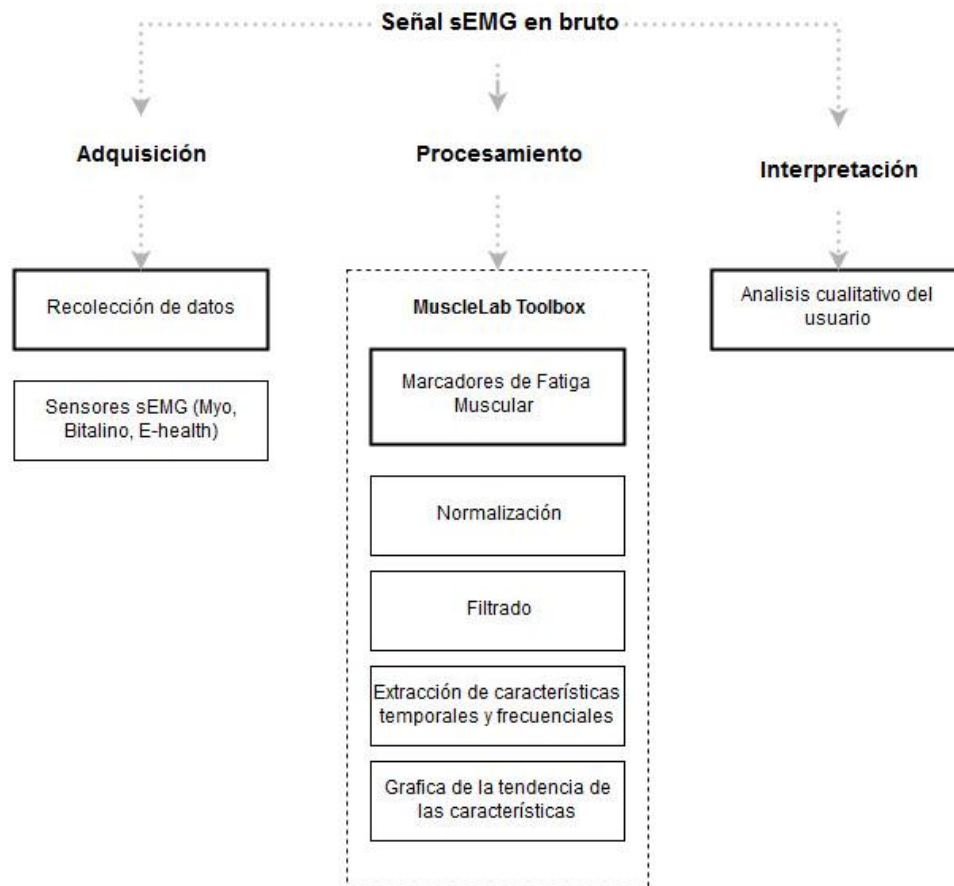 Señal sEMG en bruto
Adquisición
Procesamiento
Interpretación
Recolección de datos
Sensores sEMG (Myo,
Bitalino, E-health)
MuscleLab Toolbox
Marcadores de Fatiga
Muscular
Normalización
Filtrado
Extracción de características
temporales y frecuenciales
Grafica de la tendencia de
las características
Analisis cualitativo del
usuario